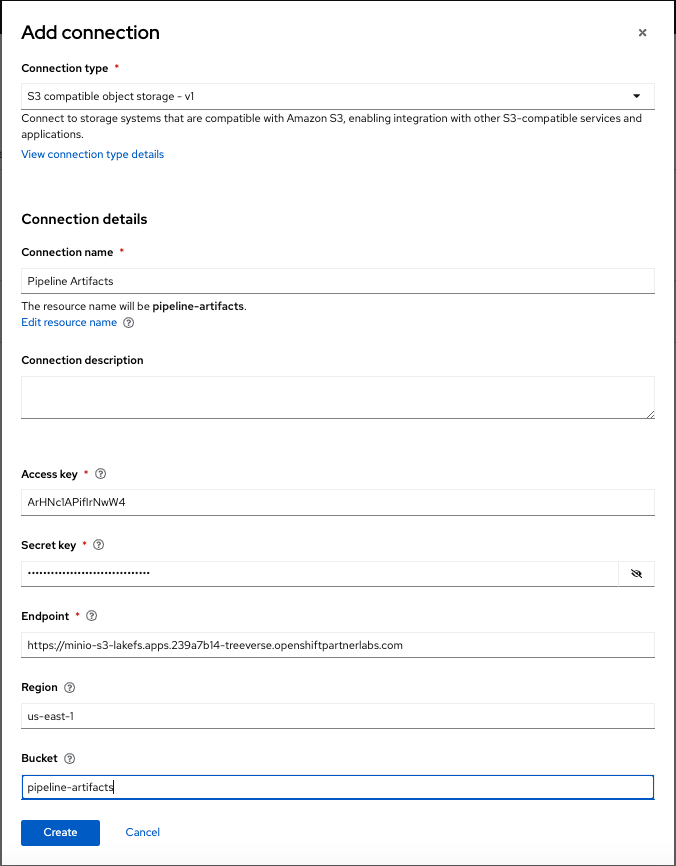 Add connection
Connection type *
S3 compatible object storage - v1
Connect to storage systems that are compatible with Amazon S3, enabling integration with other S3-compatible services and
applications.
View connection type details
Connection details
Connection name *
Pipeline Artifacts
The resource name will be pipeline-artifacts.
Edit resource name
Connection description
Access key *
ArHNc1APifIrNwW4
Secret key *
••••••••••••••••••••••••••••••••
Endpoint *
https://minio-s3-lakefs.apps.239a7b14-treeverse.openshiftpartnerlabs.com
Region
us-east-1
Bucket
pipeline-artifacts
Create Cancel